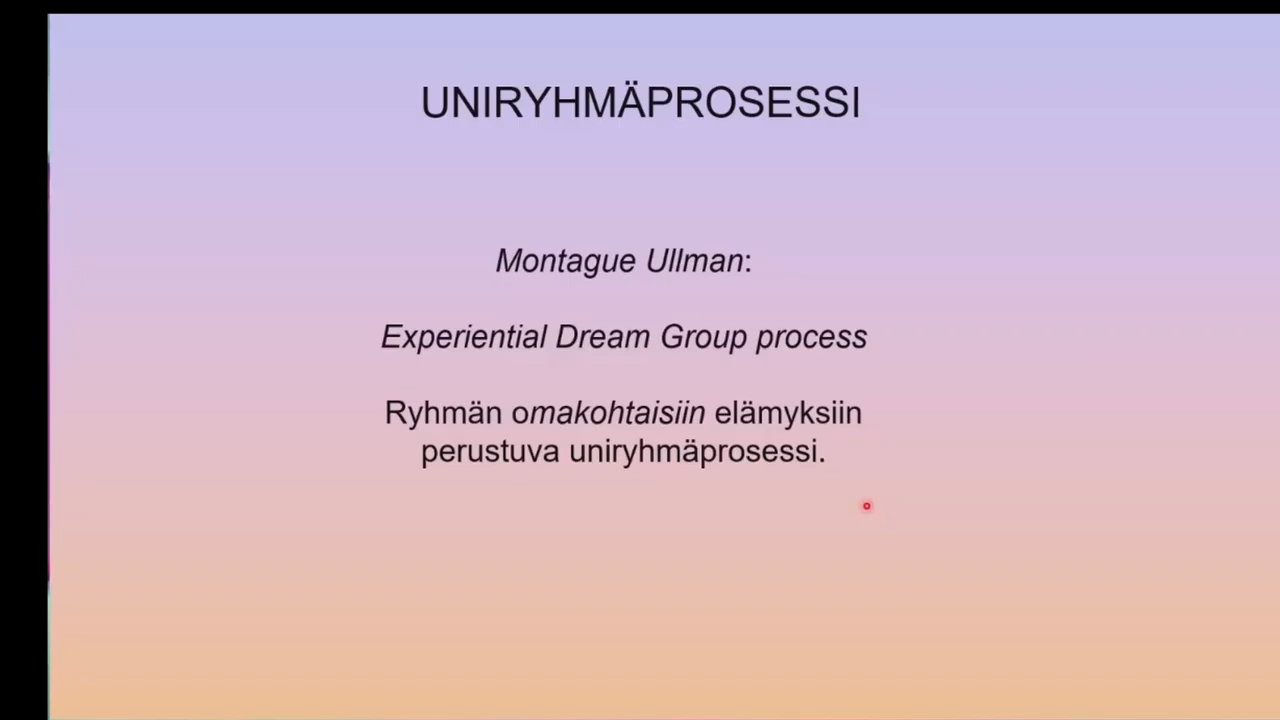 UNIRYHMÄPROSESSI
Montague Ullman:
Experiential Dream Group process
Ryhmän omakohtaisiin elämyksiin
perustuva uniryhmäprosessi.